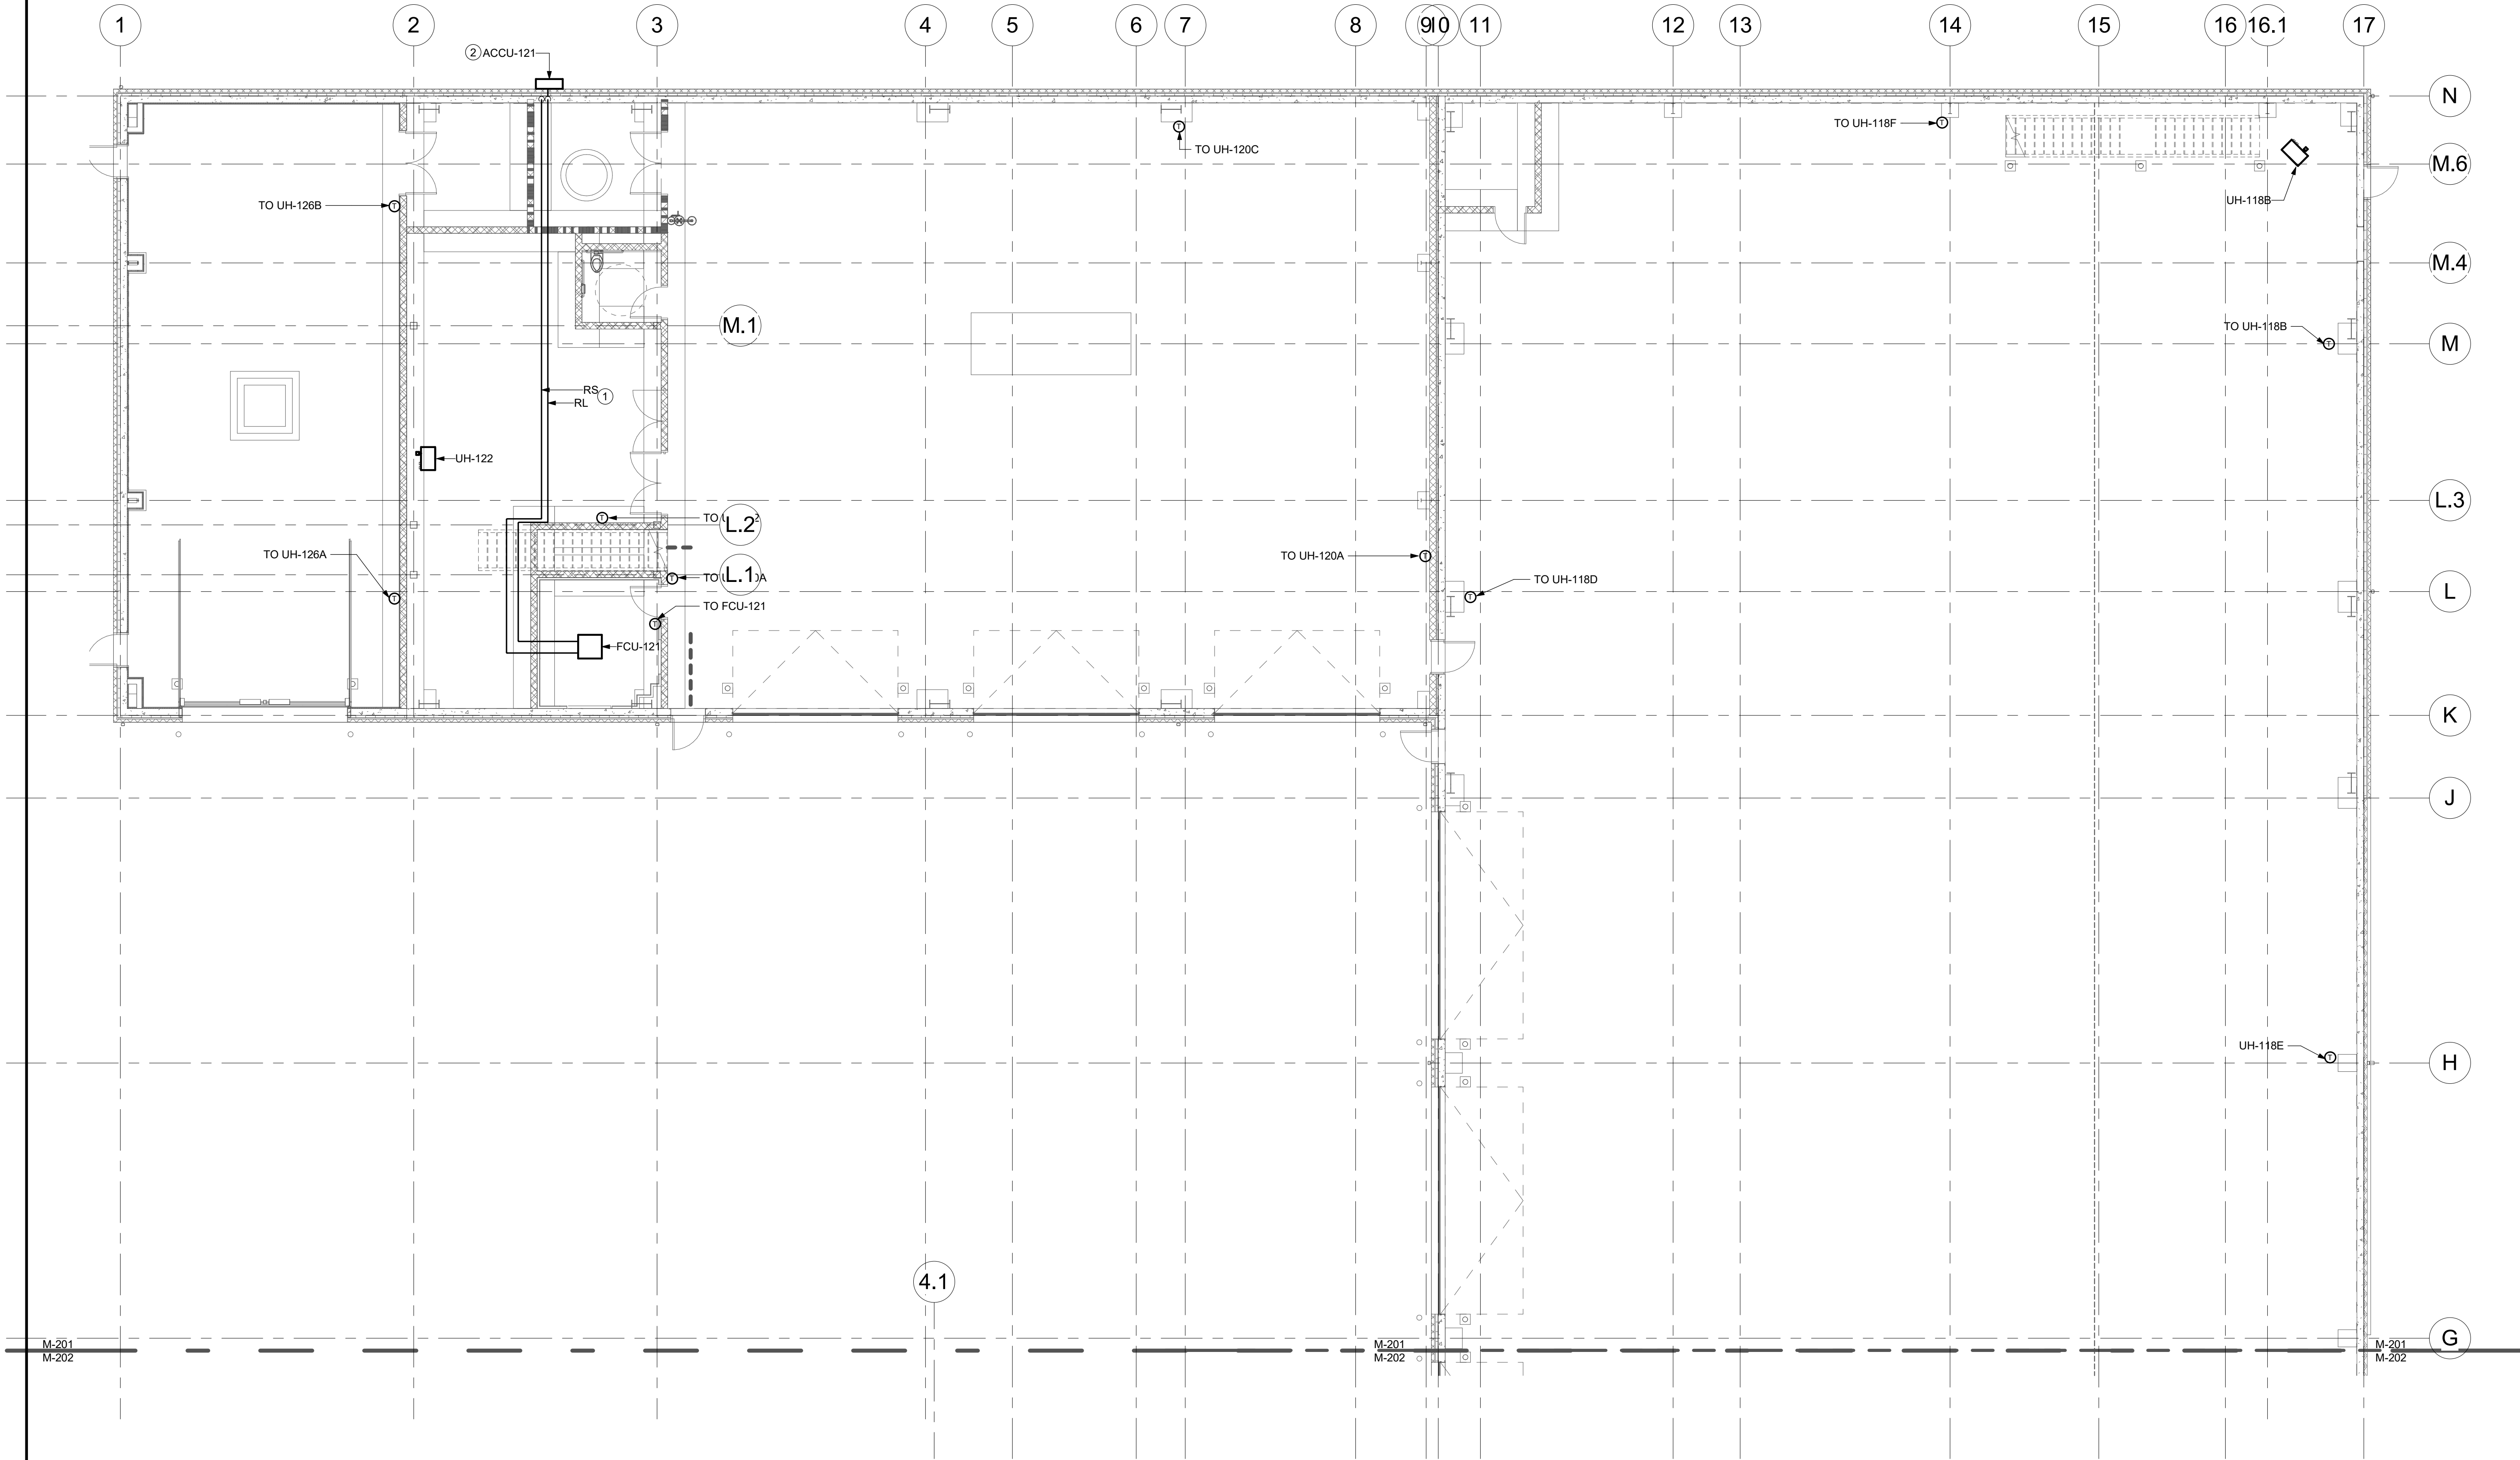 1 2 3 4 5 6 7 8 9 10 11 12 13 14 15 16 16.1 17
2 ACCU-121
N
TO UH-118F
TO UH-120C
M.6
UH-118B
TO UH-126B
M.4
M.1
TO UH-118B
M
RS
1
RL
UH-122
L.3
TO
L.2
TO UH-126A
TO UH-120A
L.1
TO
TO UH-118D
L
TO FCU-121
FCU-121
K
J
UH-118E
H
4.1
G
M-201
M-202
M-201
M-202
M-201
M-202